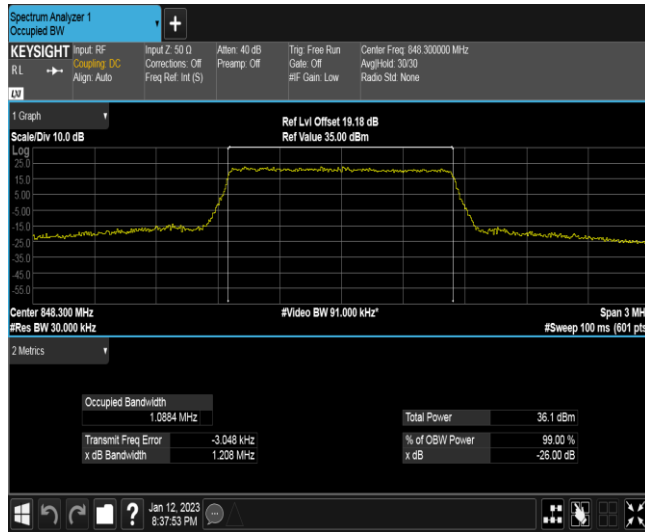 Spectrum Analyzer 1
Occupied BW
KEYSIGHT
Input: RF
Input Z: 50 Ω
Atten: 40 dB
Trig: Free Run
Center Freq: 848.300000 MHz
RL
Coupling: DC
Corrections: Off
Preamp: Off
Gate: Off
Avg|Hold: 30/30
Align: Auto
Freq Ref: Int (S)
#IF Gain: Low
Radio Std: None
1 Graph
Ref Lvl Offset 19.18 dB
Scale/Div 10.0 dB
Ref Value 35.00 dBm
Log
25.0
15.0
5.00
-5.00
-15.0
-25.0
-35.0
-45.0
-55.0
Center 848.300 MHz
#Video BW 91.000 kHz*
Span 3 MH
#Res BW 30.000 kHz
#Sweep 100 ms (601 pts
2 Metrics
Occupied Bandwidth
1.0884 MHz
Total Power 36.1 dBm
Transmit Freq Error -3.048 kHz
% of OBW Power 99.00 %
x dB Bandwidth 1.208 MHz
x dB -26.00 dB
Jan 12, 2023
8:37:53 PM